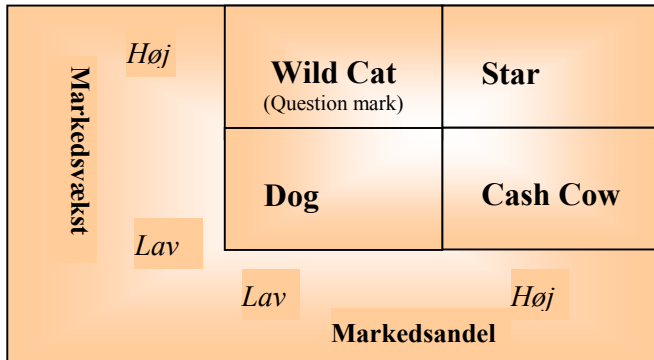 Markedsvækst
Høj
Wild Cat
(Question mark)
Star
Dog
Cash Cow
Lav
Lav
Høj
Markedsandel